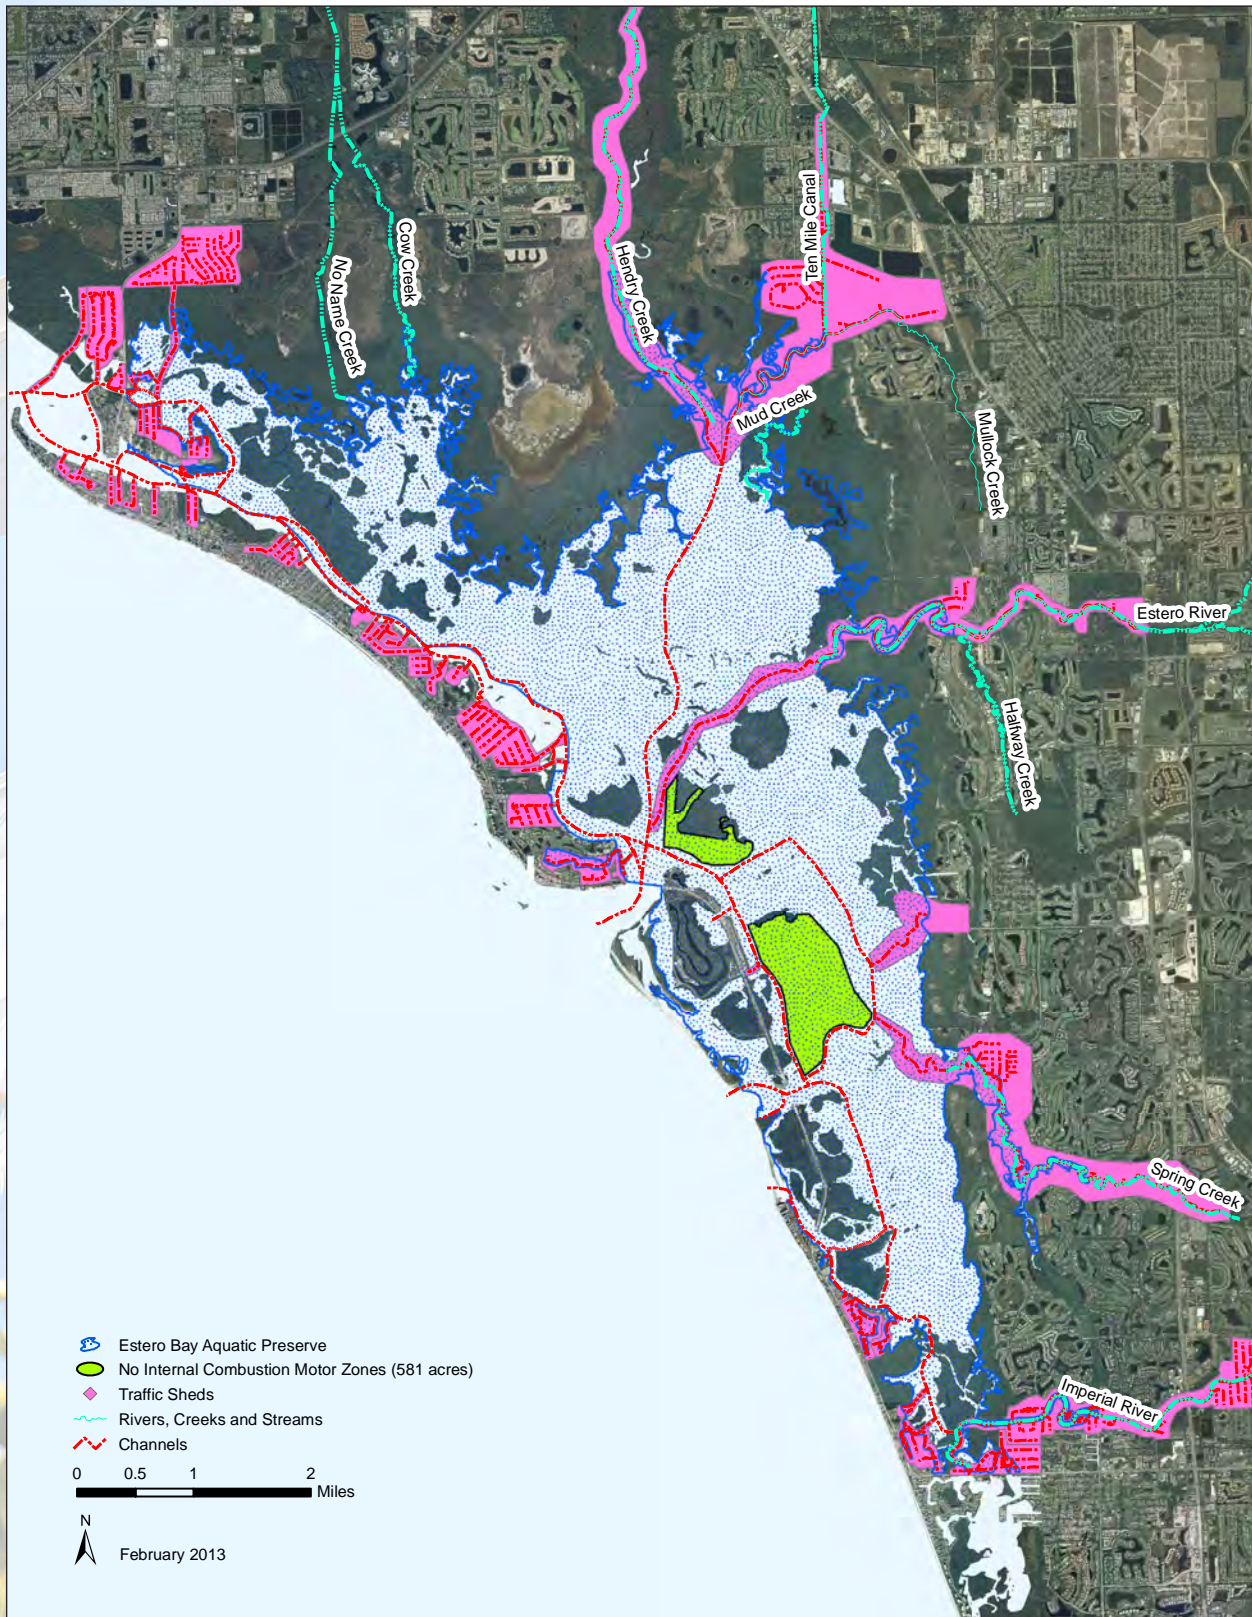 Ten Mile Canal
Cow Creek
No Name Creek
Hendry Creek
Mud Creek
Mullock Creek
Estero River
Halfway Creek
Spring Creek
Imperial River
Estero Bay Aquatic Preserve
No Internal Combustion Motor Zones (581 acres)
Traffic Sheds
Rivers, Creeks and Streams
Channels
0 0.5 1 2
Miles
N
February 2013